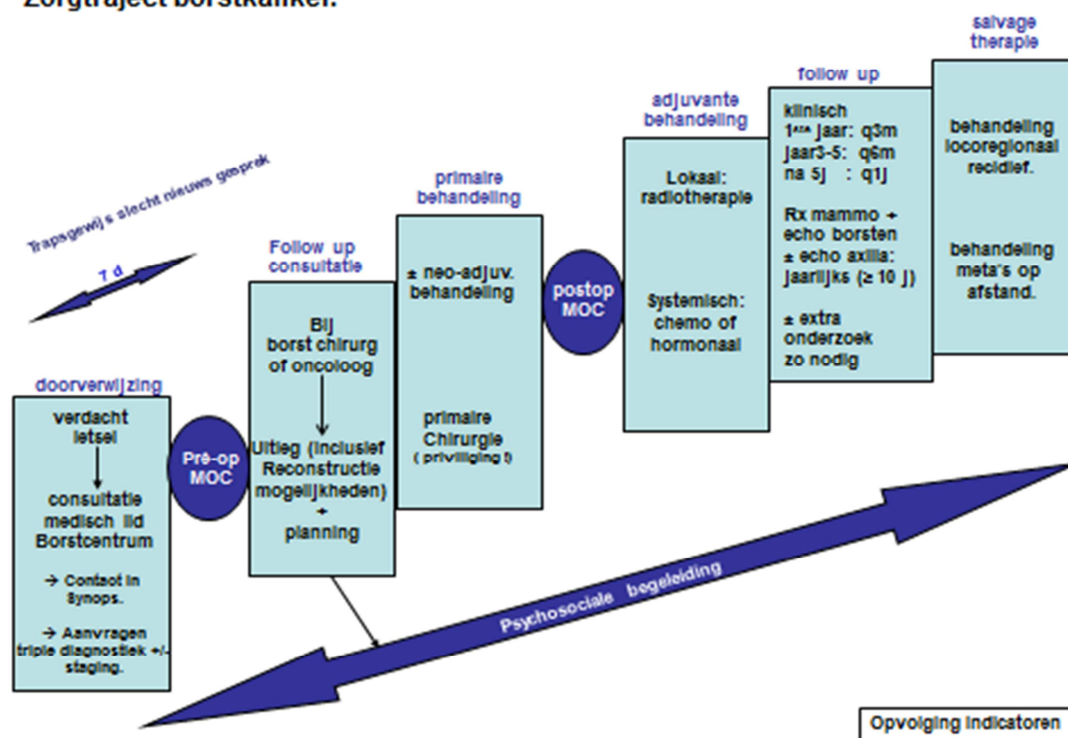 Zorgtraject borstkanker.
Trapsgewijs slecht nieuws gesprek
7 d
doorverwijzing
verdacht
letsel
consultatie
medisch lid
Borstcentrum
→ Contact in
Synops.
→ Aanvragen
triple diagnostiek +/-
staging.
Pré-op
MOC
Follow up
consultatie
Bij
borst chirurg
of oncoloog
Uitleg (inclusief
Reconstructie
mogelijkheden)
+
planning
primaire
behandeling
± neo-adjuv.
behandeling
primaire
Chirurgie
postop
MOC
adjuvante
behandeling
Lokaal:
radiotherapie
Systemisch:
chemo of
hormonaal
follow up
klinisch
jaar: q3m
jaar3-5: q6m
na 5j : q1j
Rx mammo +
echo borsten
± echo axilla:
jaarlijks (≥ 10 j)
± extra
onderzoek
zo nodig
salvage
therapie
behandeling
locoregionaal
recidief.
behandeling
meta's op
afstand.
Psychosociale begeleiding
Opvolging indicatoren